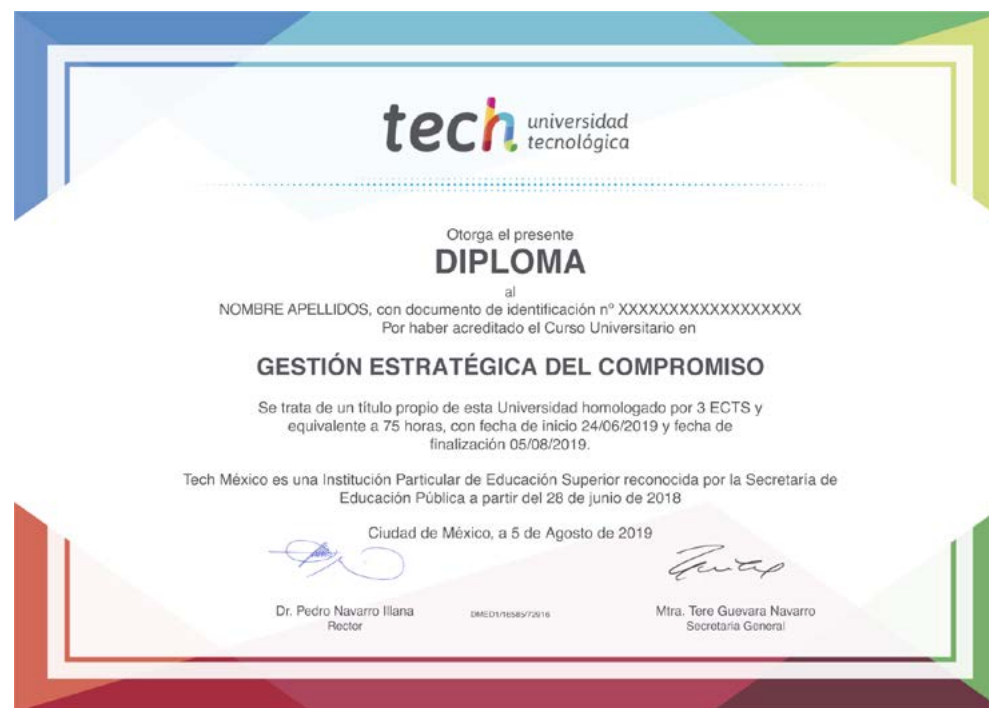 tech universidad
tecnológica
Otorga el presente
DIPLOMA
al
NOMBRE APELLIDOS, con documento de identificación nº XXXXXXXXXXXXXXXXXX
Por haber acreditado el Curso Universitario en
GESTIÓN ESTRATÉGICA DEL COMPROMISO
Se trata de un título propio de esta Universidad homologado por 3 ECTS y
equivalente a 75 horas, con fecha de inicio 24/06/2019 y fecha de
finalización 05/08/2019.
Tech México es una Institución Particular de Educación Superior reconocida por la Secretaría de
Educación Pública a partir del 28 de junio de 2018
Ciudad de México, a 5 de Agosto de 2019
Dr. Pedro Navarro Illana
Rector
DMED1/16585/72916
Mtra. Tere Guevara Navarro
Secretaria General